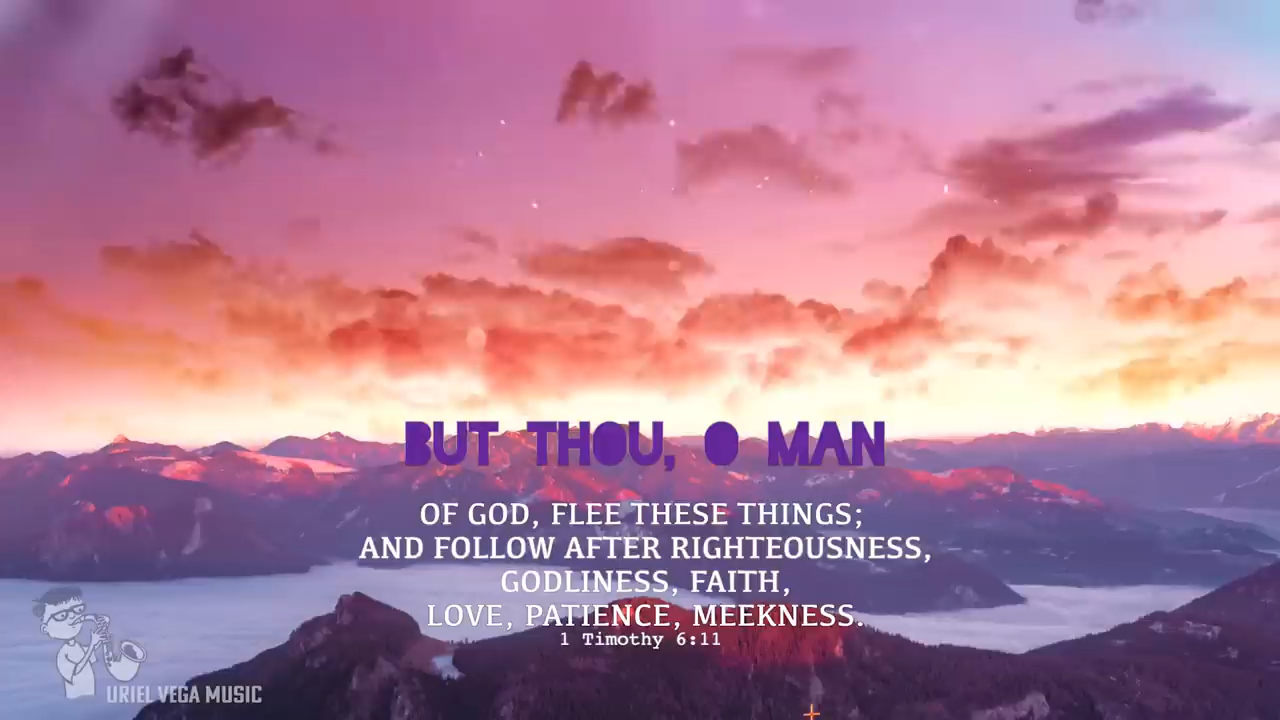 BUT THOU, O MAN
OF GOD, FLEE THESE THINGS;
AND FOLLOW AFTER RIGHTEOUSNESS,
GODLINESS, FAITH,
LOVE, PATIENCE, MEEKNESS.
1 Timothy 6:11
URIEL VEGA MUSIC